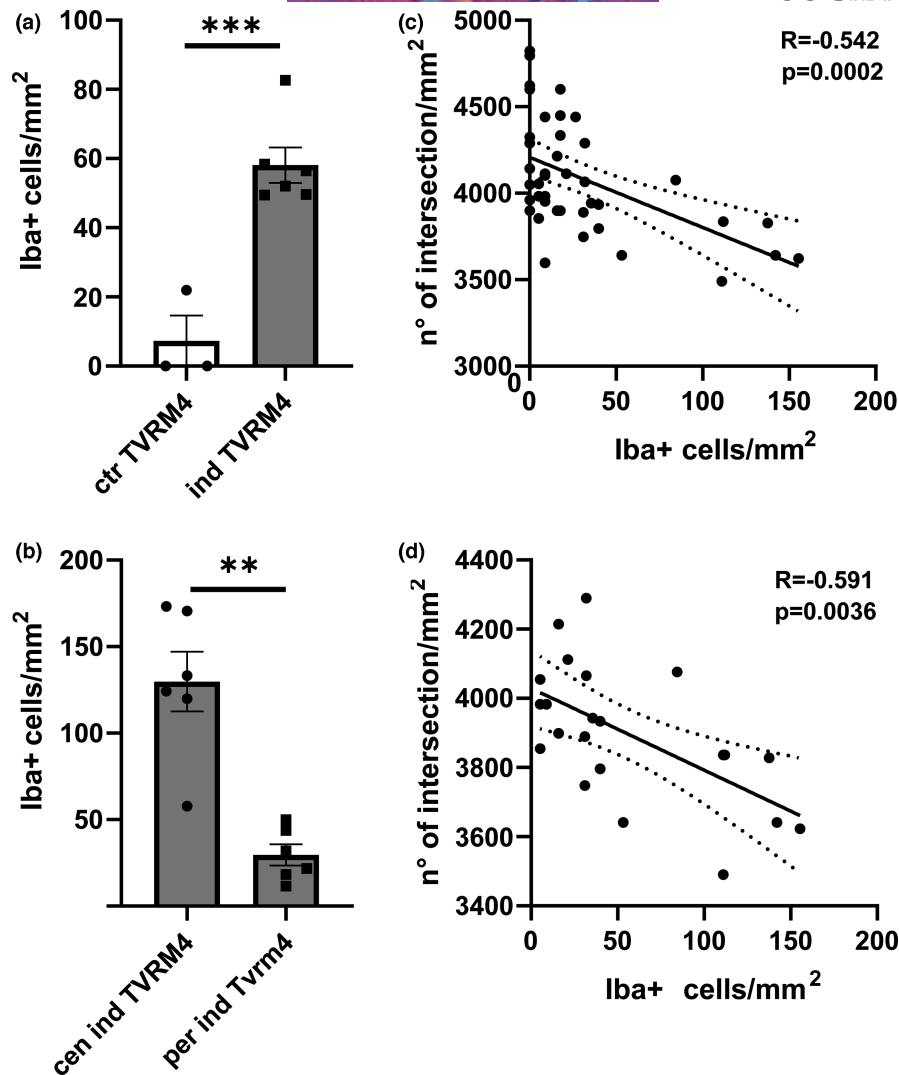 (a)
***
Iba+ cells/mm2
100
80
60
40
20
0
ctr TVRM4
ind TVRM4
(c)
R=-0.542
p=0.0002
n° of intersection/mm2
5000
4500
4000
3500
3000
0
0 50 100 150 200
Iba+ cells/mm2
(b)
**
Iba+ cells/mm2
200
150
100
50
cen ind TVRM4
per ind Tvrm4
(d)
R=-0.591
p=0.0036
n° of intersection/mm2
4400
4200
4000
3800
3600
3400
0 50 100 150 200
Iba+ cells/mm2